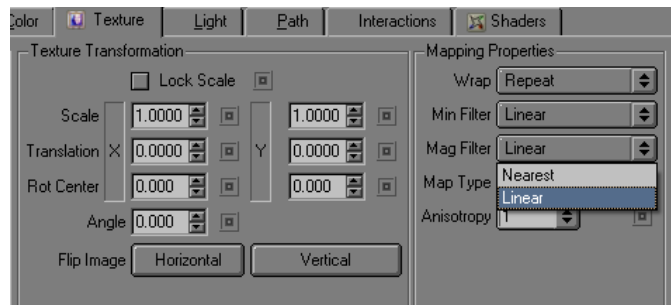 Color Texture Light Path Interactions Shaders
Texture Transformation
Lock Scale
Scale 1.0000 1.0000
Translation X 0.0000 Y 0.0000
Rot Center 0.000 0.000
Angle 0.000
Flip Image Horizontal Vertical
Mapping Properties
Wrap Repeat
Min Filter Linear
Mag Filter Linear
Nearest
Map Type
Linear
Anisotropy 1